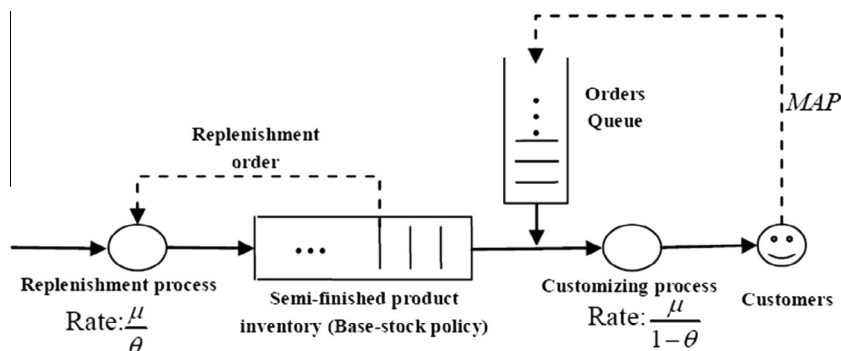 Replenishment
order
Orders
Queue
MAP
Replenishment process
Rate: μ/θ
Semi-finished product
inventory (Base-stock policy)
Customizing process
Rate: μ/(1−θ)
Customers